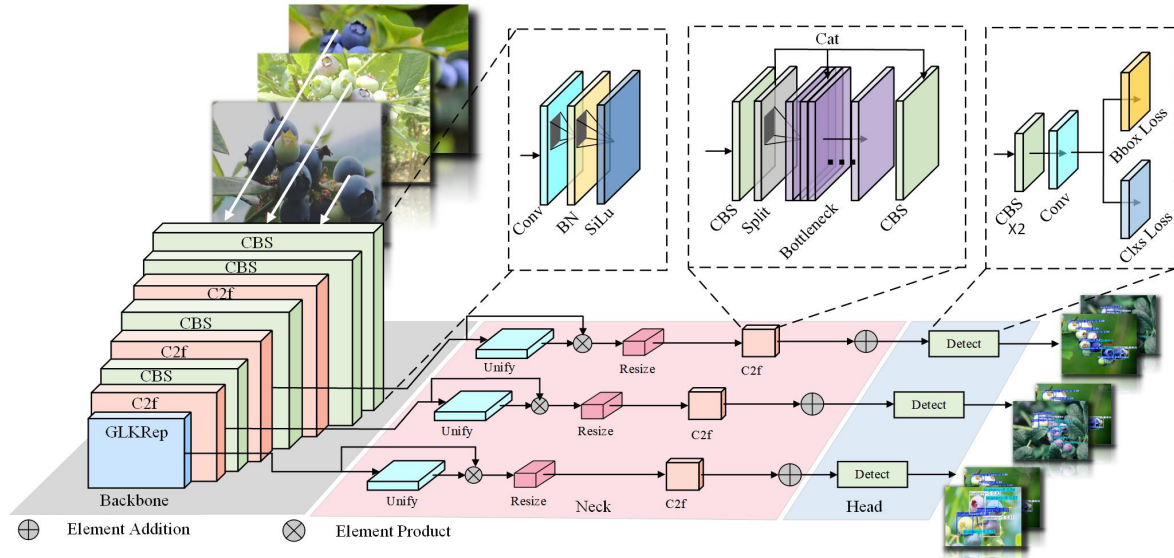 Cat
Conv
BN
SiLu
CBS
Split
Bottleneck
CBS
CBS
X2
Conv
Bbox Loss
Clxs Loss
CBS
CBS
C2f
CBS
C2f
CBS
C2f
GLKRep
Backbone
Unify
Resize
C2f
Detect
Unify
Resize
C2f
Detect
Unify
Resize
C2f
Detect
Neck
Head
Element Addition
Element Product